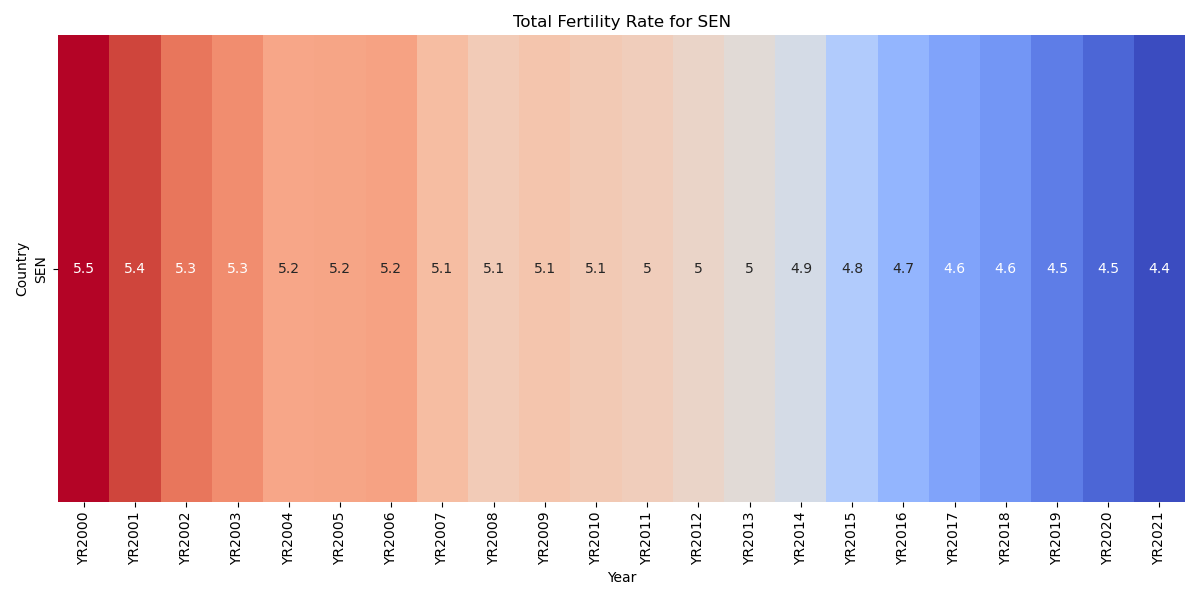 Total Fertility Rate for SEN
Country
SEN
5.5 5.4 5.3 5.3 5.2 5.2 5.2 5.1 5.1 5.1 5.1 5 5 5 4.9 4.8 4.7 4.6 4.6 4.5 4.5 4.4
YR2000 YR2001 YR2002 YR2003 YR2004 YR2005 YR2006 YR2007 YR2008 YR2009 YR2010 YR2011 YR2012 YR2013 YR2014 YR2015 YR2016 YR2017 YR2018 YR2019 YR2020 YR2021
Year